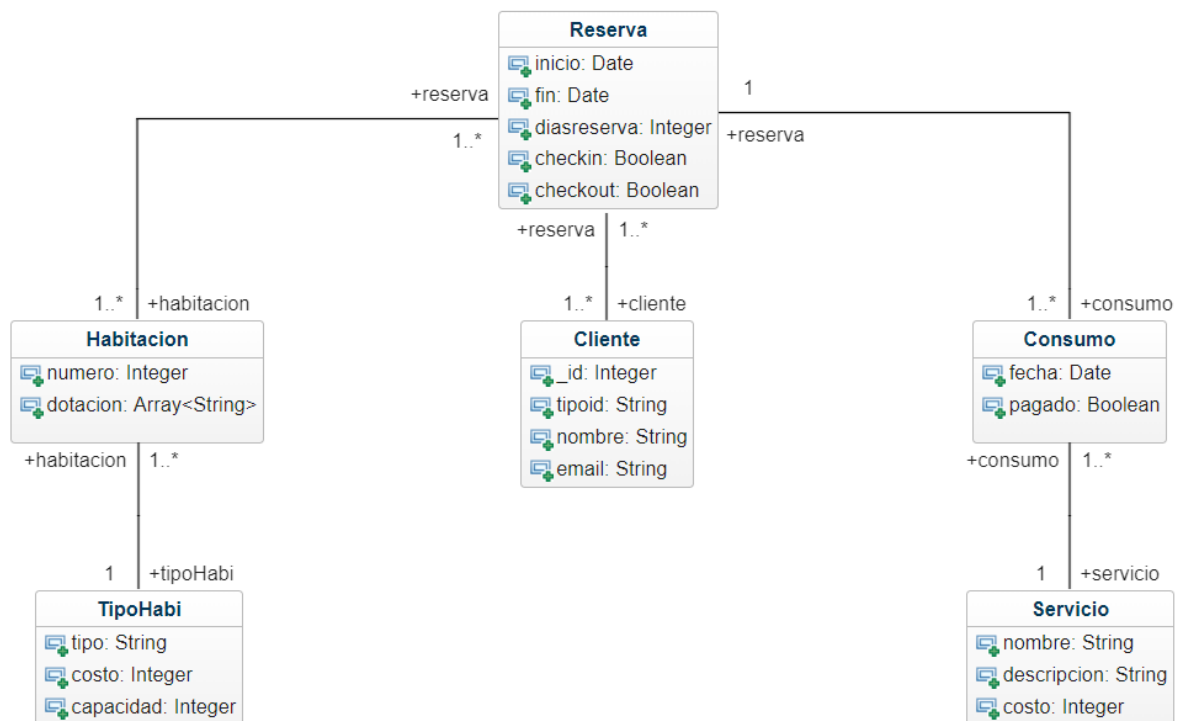 Reserva
inicio: Date
fin: Date
diasreserva: Integer
checkin: Boolean
checkout: Boolean
+reserva
1..*
1
+reserva
+reserva
1..*
1..*
+habitacion
1..*
+cliente
1..*
+consumo
Habitacion
numero: Integer
dotacion: Array<String>
Cliente
_id: Integer
tipoid: String
nombre: String
email: String
Consumo
fecha: Date
pagado: Boolean
+habitacion
1..*
+consumo
1..*
1
+tipoHabi
1
+servicio
TipoHabi
tipo: String
costo: Integer
capacidad: Integer
Servicio
nombre: String
descripcion: String
costo: Integer